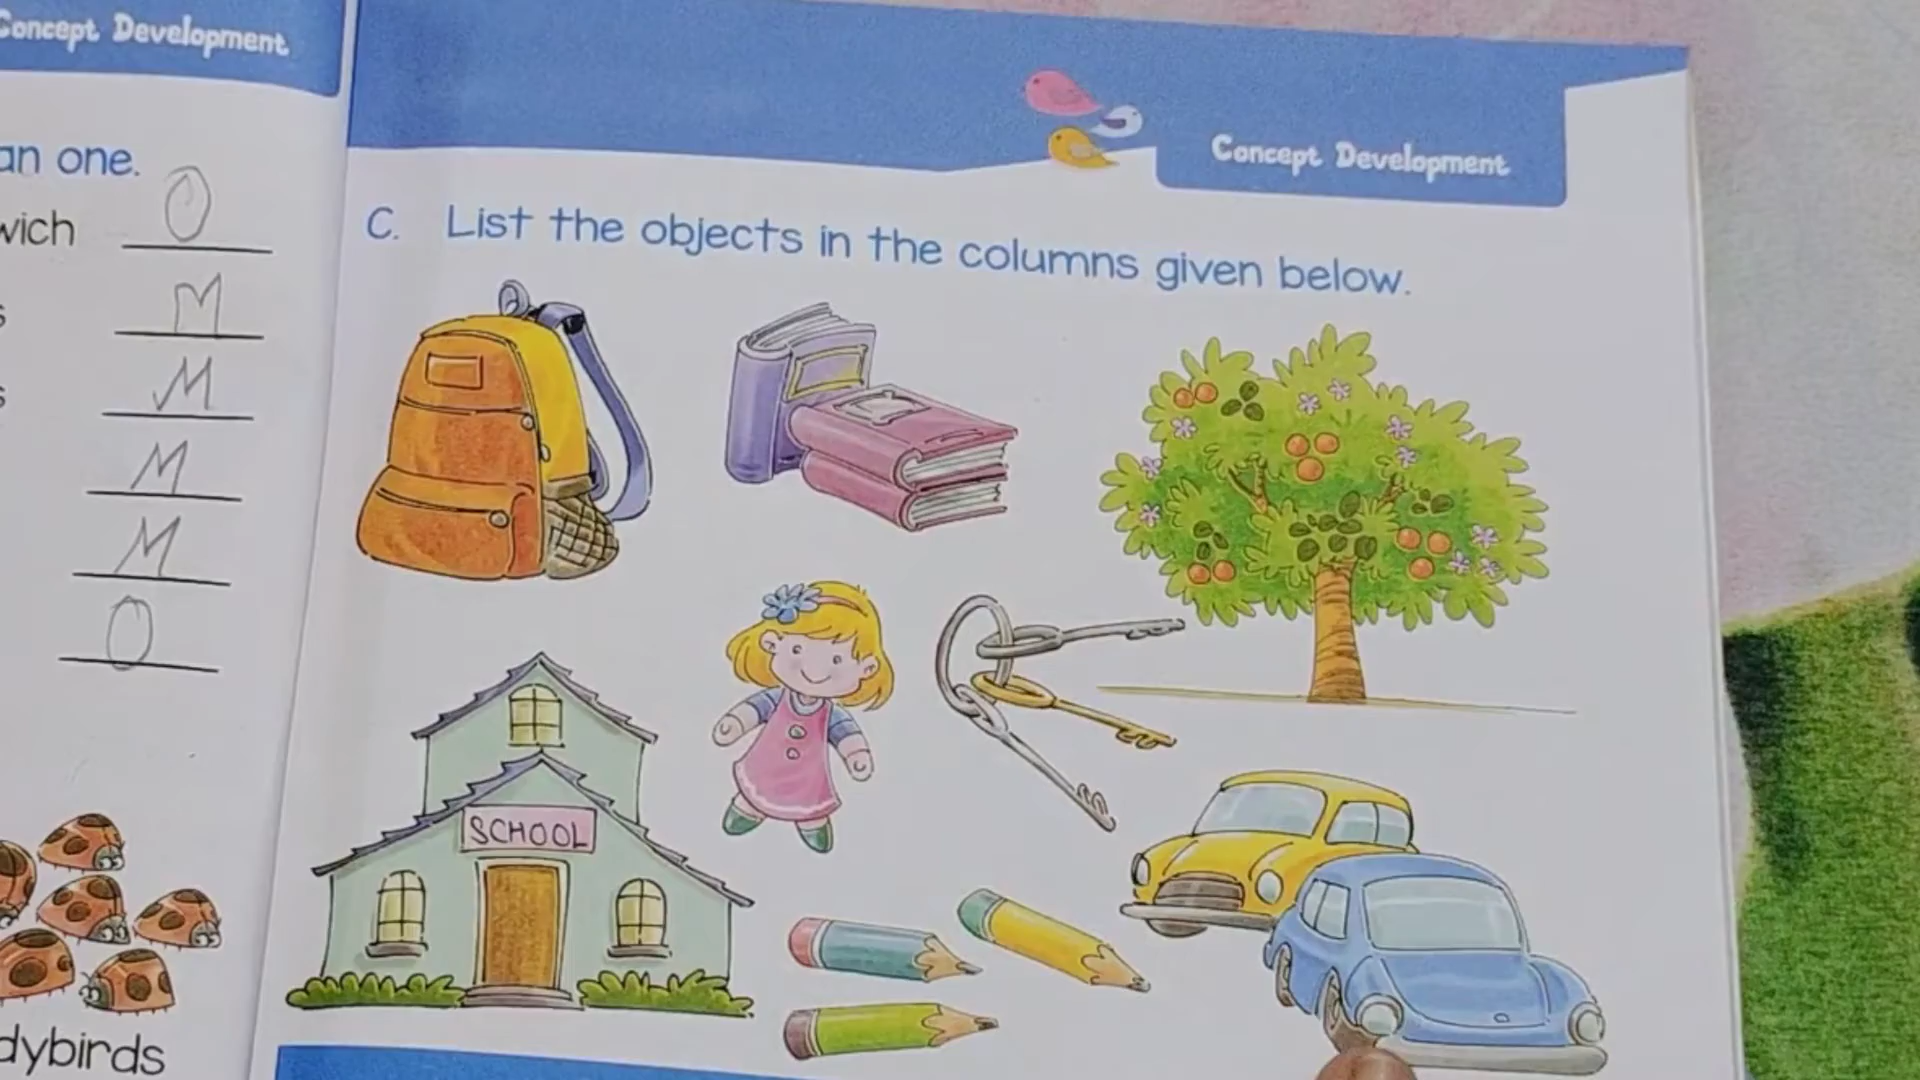 Concept Development
an one.
wich O
s M
s M
M
M
O
dybirds
Concept Development
C. List the objects in the columns given below.
SCHOOL